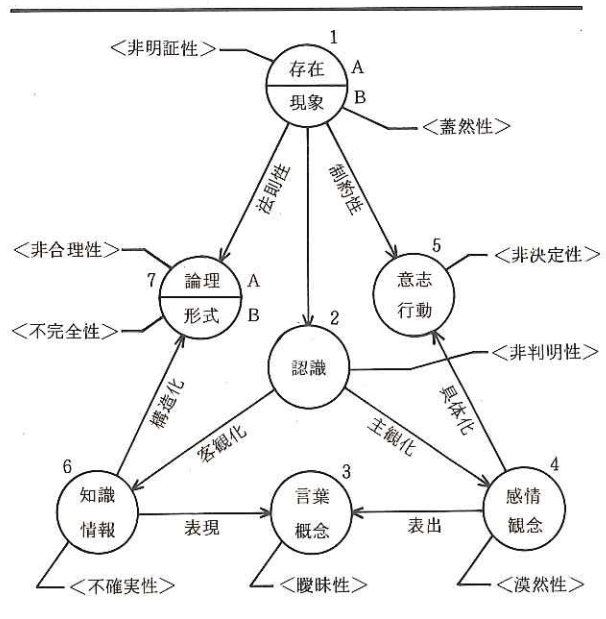 1
<非明証性>
存在 A
現象 B
<蓋然性>
法則性
制約性
<非合理性>
7 論理 A
形式 B
<不完全性>
5
意志
行動
<非決定性>
2
認識
<非判明性>
構造化
客観化
主観化
具体化
6
知識
情報
3
言葉
概念
4
感情
観念
表現
表出
<不確実性>
<曖昧性>
<漠然性>